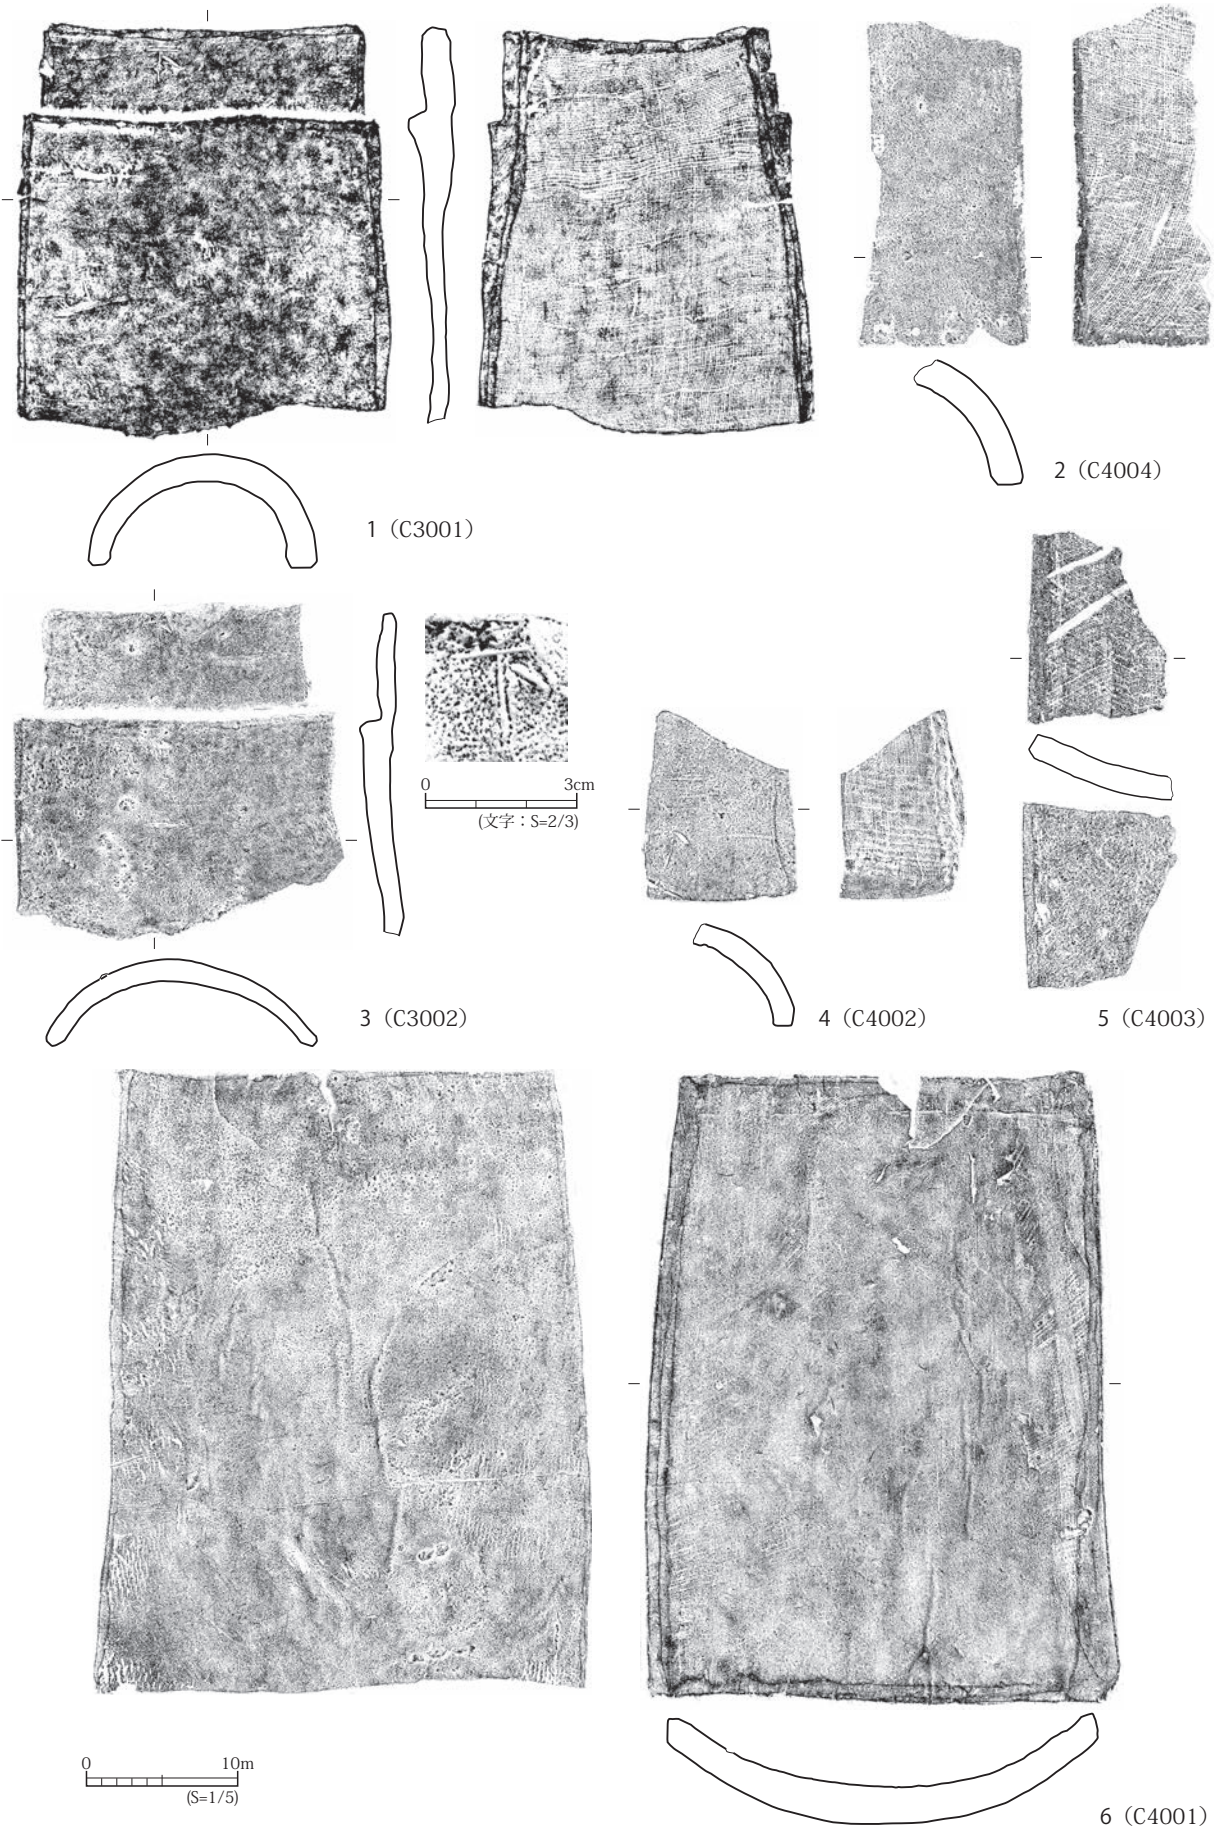 1（C3001）
2（C4004）
0 3cm
(文字：S=2/3)
3（C3002）
4（C4002）
5（C4003）
0 10m
(S=1/5)
6（C4001）